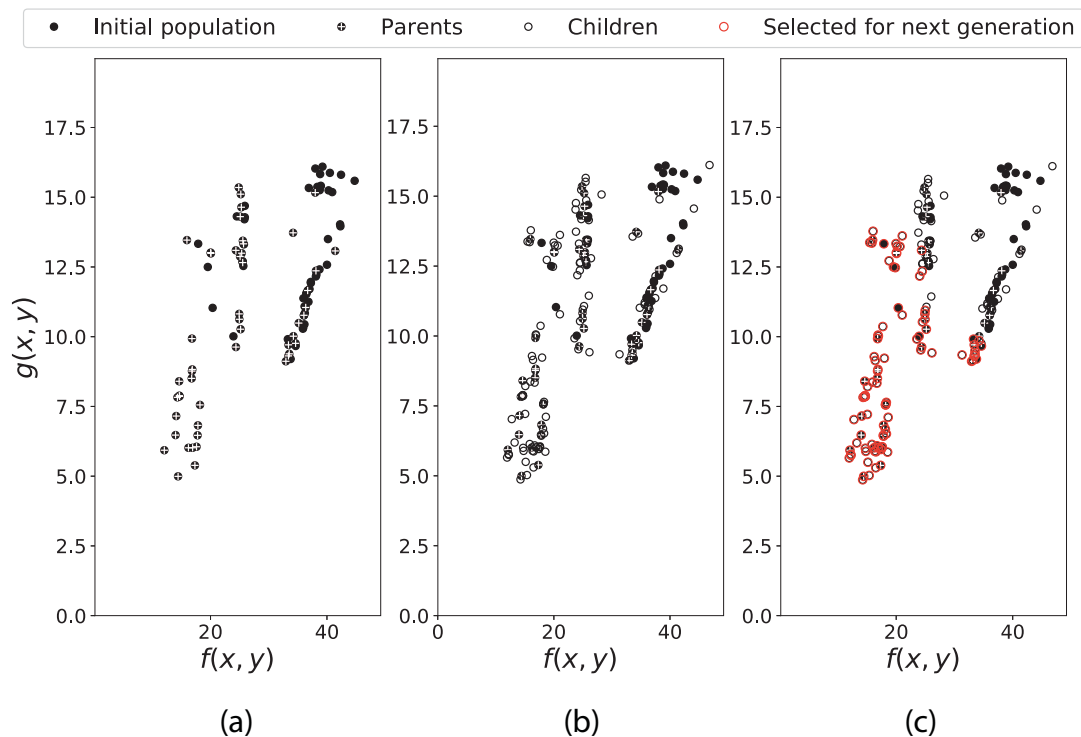 Initial population Parents Children Selected for next generation
17.5 17.5 17.5
15.0 15.0 15.0
12.5 12.5 12.5
10.0 10.0 10.0
7.5 7.5 7.5
5.0 5.0 5.0
2.5 2.5 2.5
0.0 0.0 0.0
g(x, y)
20 40 0 20 40 20 40
f(x, y) f(x, y) f(x, y)
(a) (b) (c)